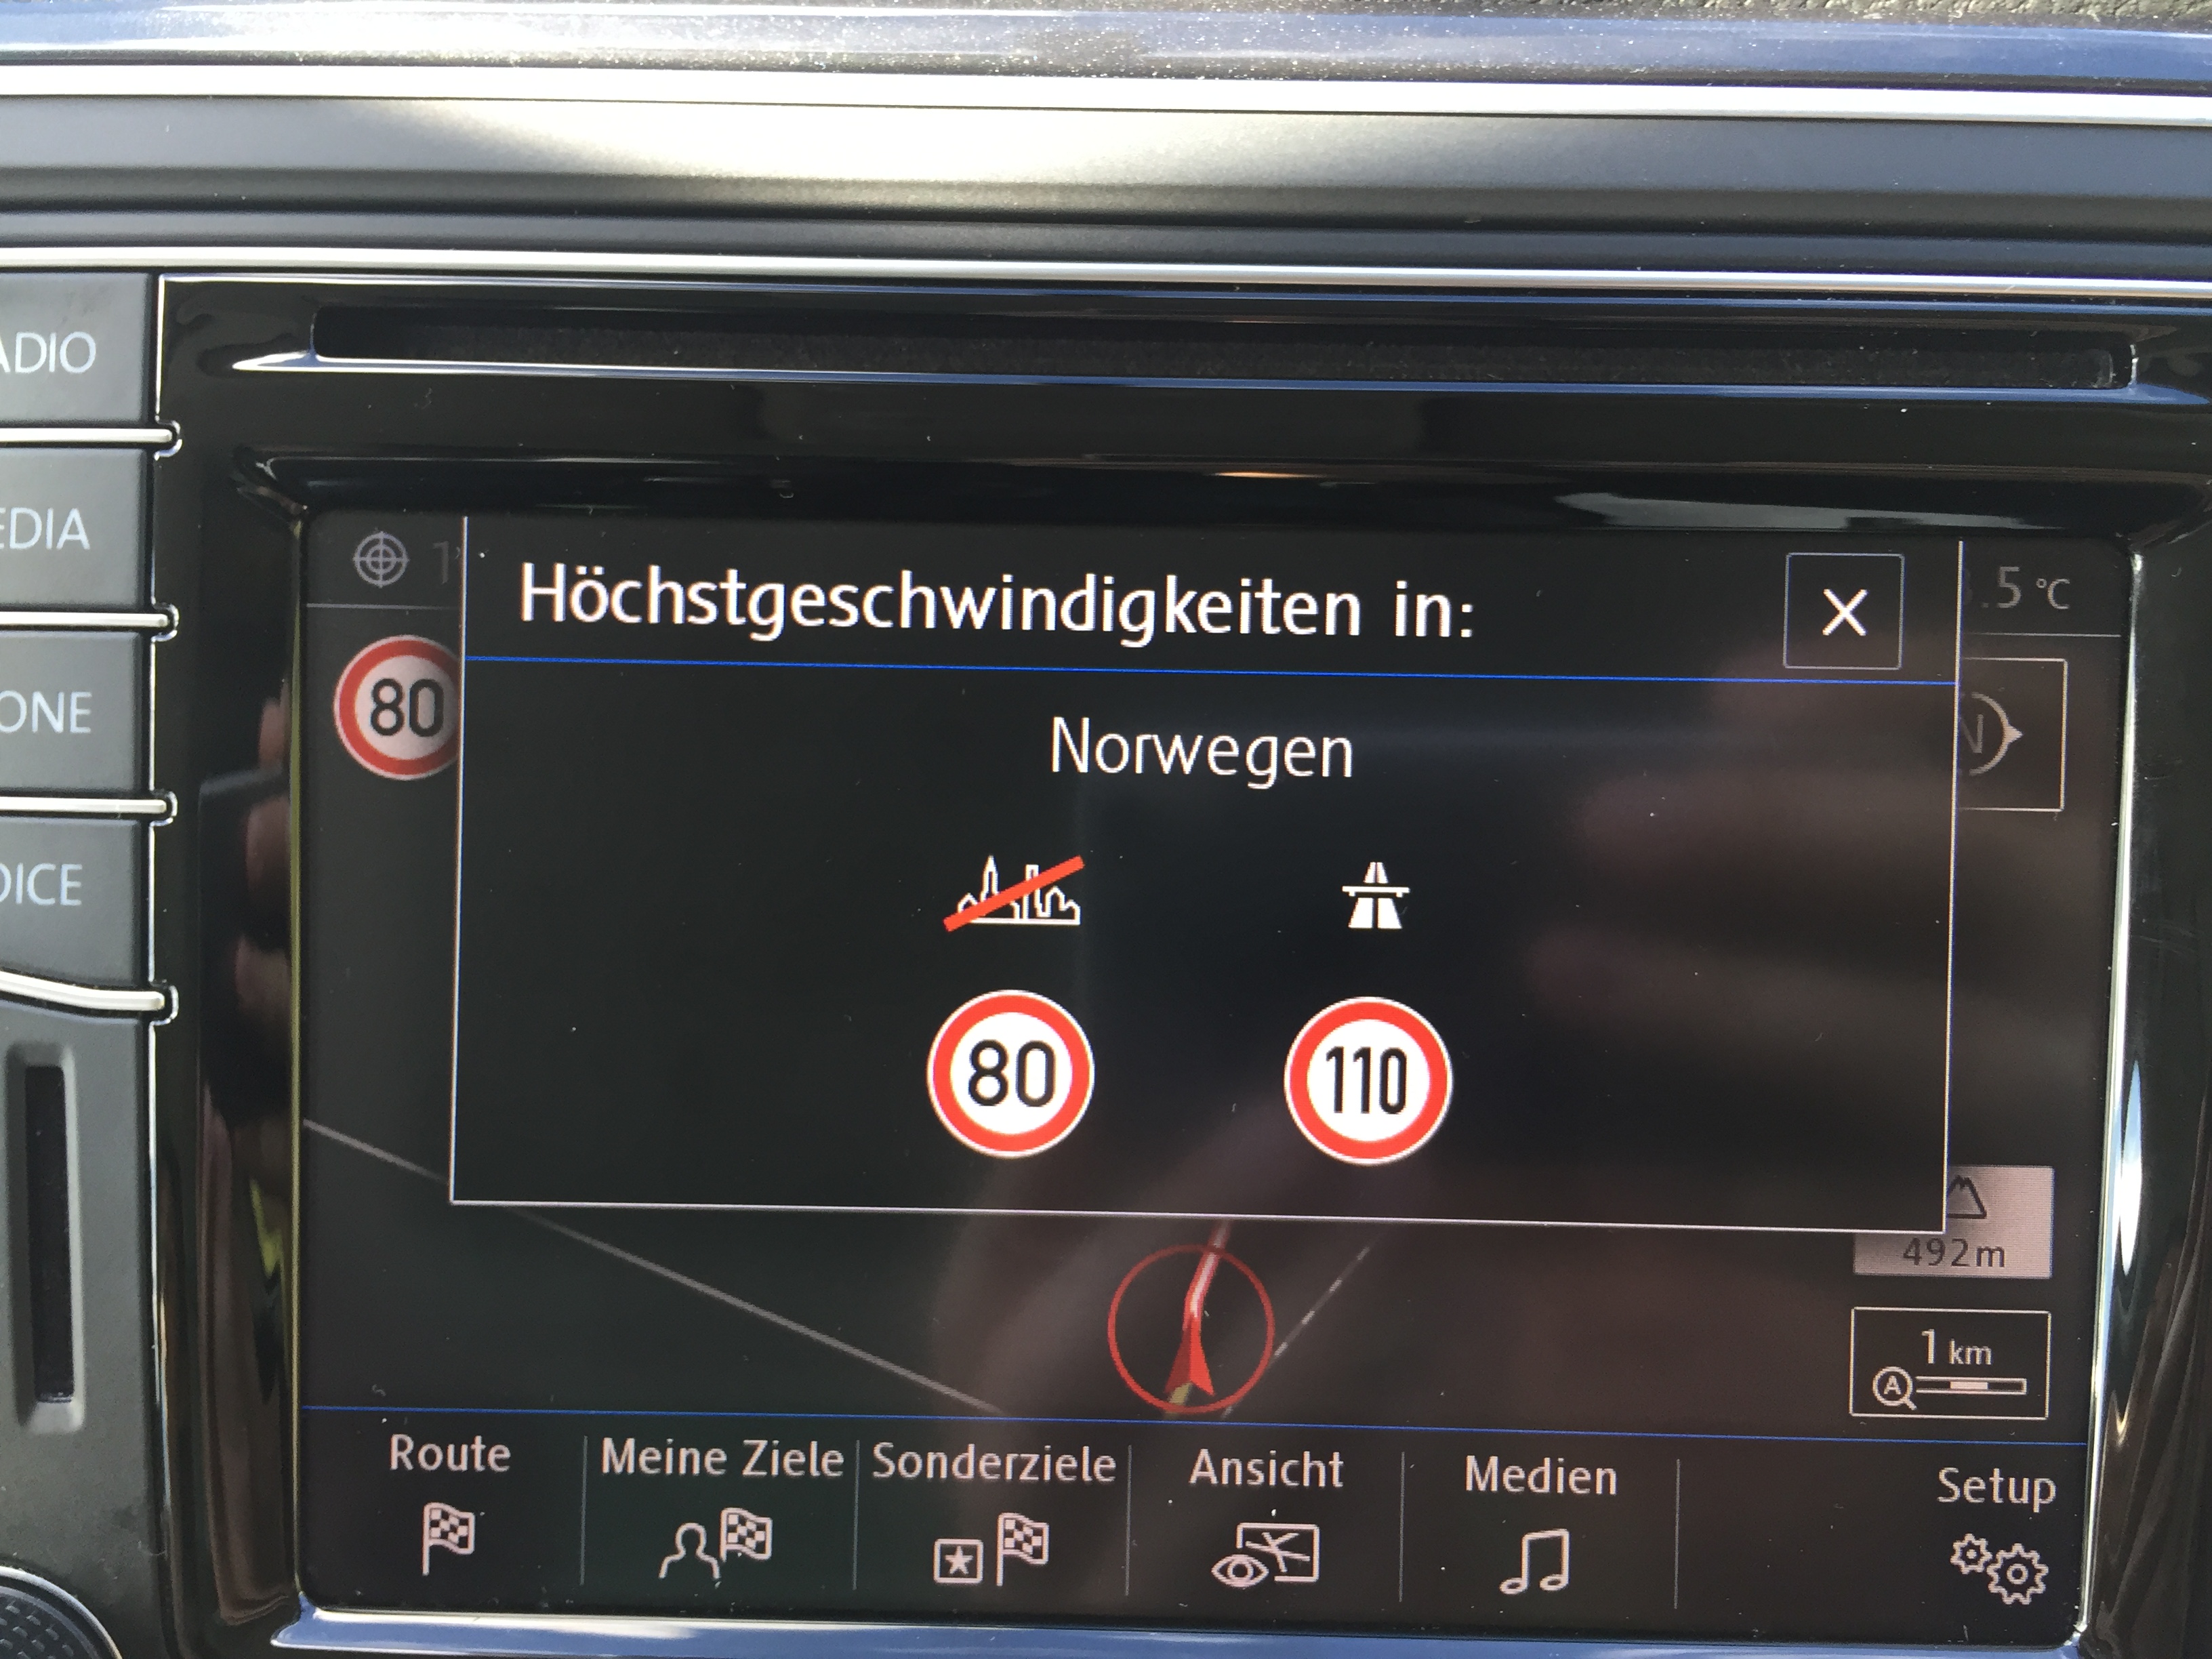 ADIO
EDIA
ONE
OICE
Höchstgeschwindigkeiten in:
.5 °C
80
N
Norwegen
80
110
492 m
1 km
A
Route
Meine Ziele
Sonderziele
Ansicht
Medien
Setup